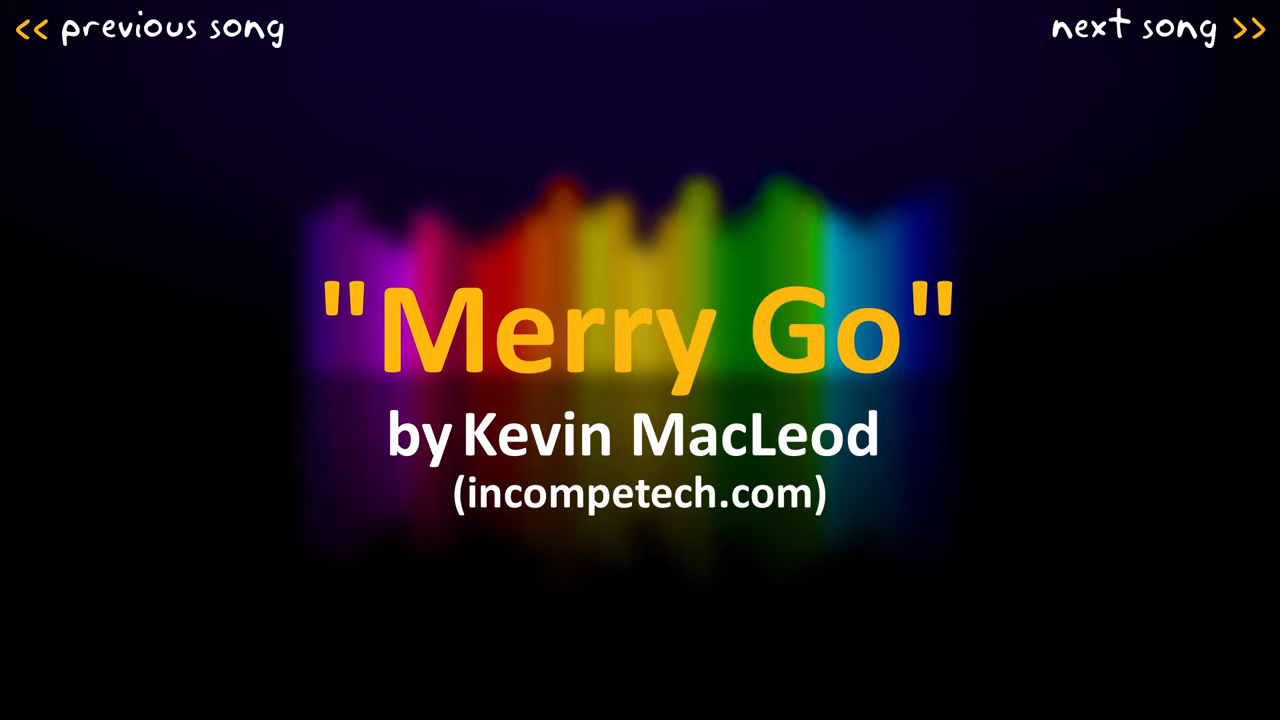 << previous song
next song >>
"Merry Go"
by Kevin MacLeod
(incompetech.com)